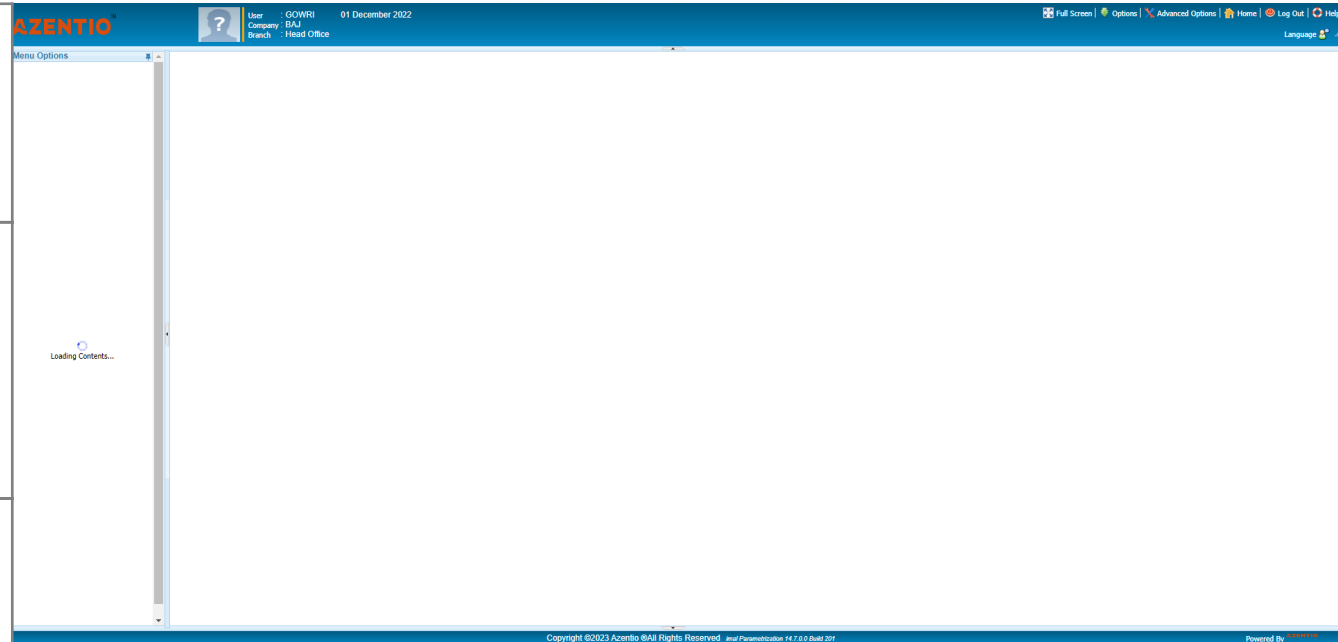 AZENTIO
User : GOWRI 01 December 2022
Company : BAJ
Branch : Head Office
Full Screen | Options | Advanced Options | Home | Log Out | Help
Language
Menu Options
Loading Contents...
Copyright ©2023 Azentio ®All Rights Reserved imal Parametrization 14.7.0.0 Build 201
Powered By AZENTIO